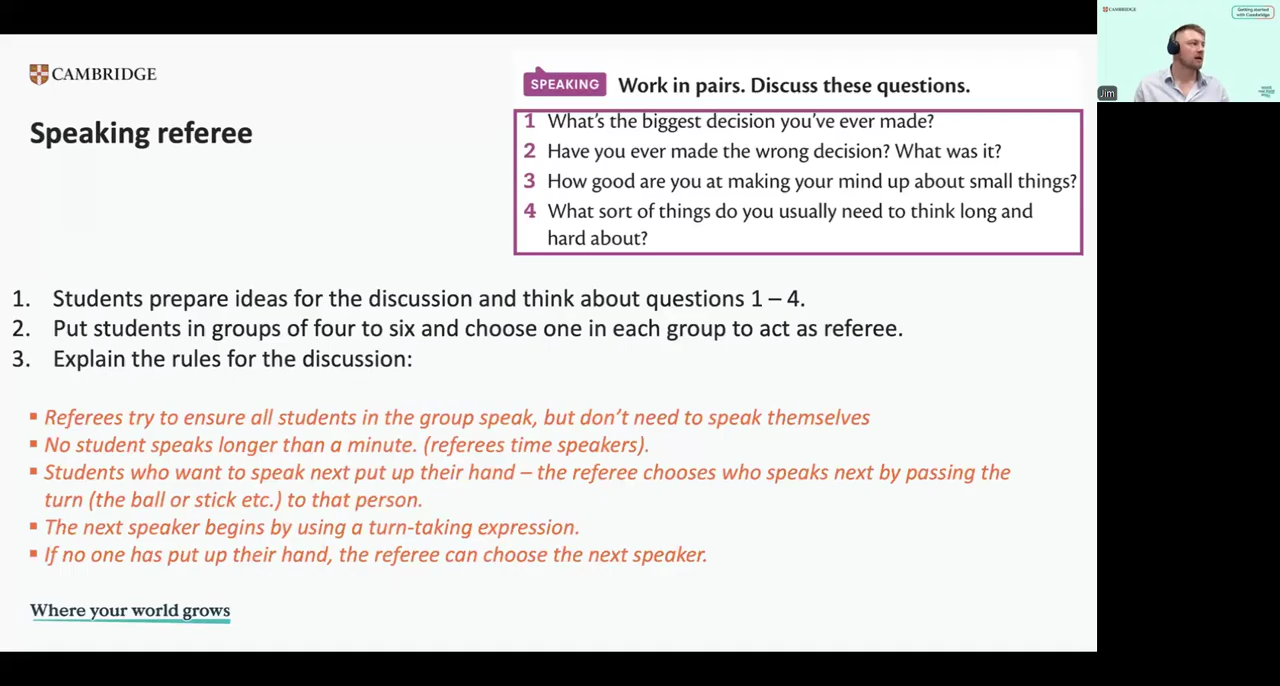 CAMBRIDGE
Speaking referee
SPEAKING Work in pairs. Discuss these questions.
1 What's the biggest decision you've ever made?
2 Have you ever made the wrong decision? What was it?
3 How good are you at making your mind up about small things?
4 What sort of things do you usually need to think long and
hard about?
1. Students prepare ideas for the discussion and think about questions 1 – 4.
2. Put students in groups of four to six and choose one in each group to act as referee.
3. Explain the rules for the discussion:
▪ Referees try to ensure all students in the group speak, but don't need to speak themselves
▪ No student speaks longer than a minute. (referees time speakers).
▪ Students who want to speak next put up their hand – the referee chooses who speaks next by passing the
turn (the ball or stick etc.) to that person.
▪ The next speaker begins by using a turn-taking expression.
▪ If no one has put up their hand, the referee can choose the next speaker.
Where your world grows
CAMBRIDGE
Getting started
with Cambridge
Jim